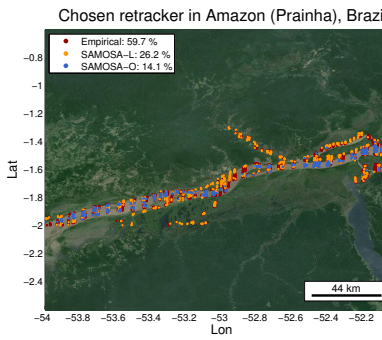 Chosen retracker in Amazon (Prainha), Brazi
Empirical: 59.7 %
SAMOSA-L: 26.2 %
SAMOSA-O: 14.1 %
Lat
−0.8
−1
−1.2
−1.4
−1.6
−1.8
−2
−2.2
−2.4
44 km
−54 −53.8 −53.6 −53.4 −53.2 −53 −52.8 −52.6 −52.4 −52.2
Lon